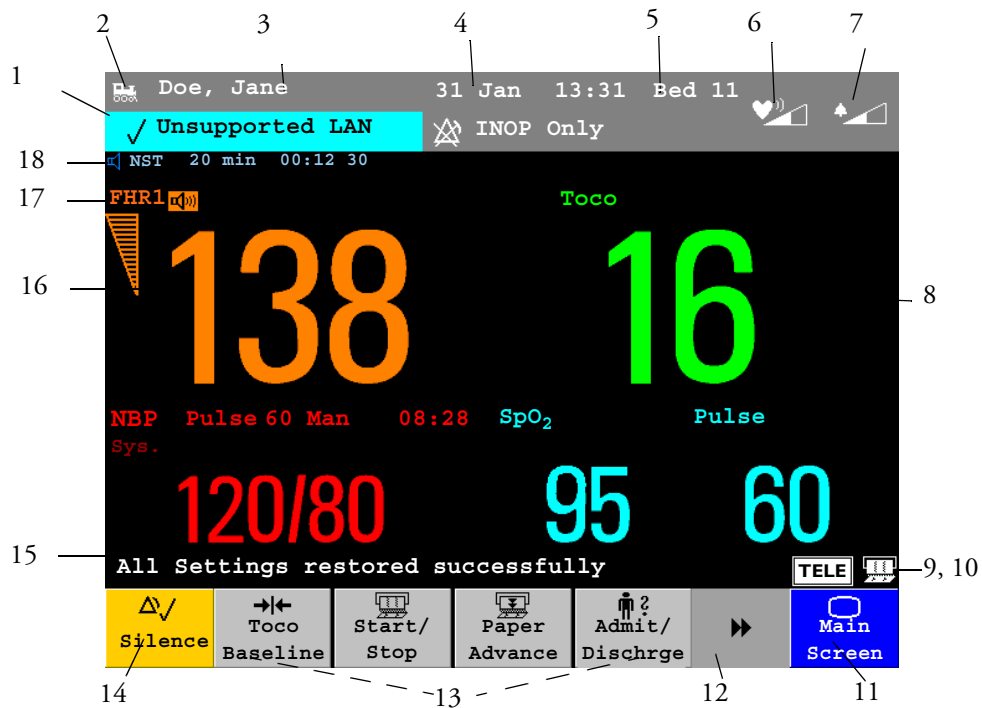 2 3 4 5 6 7
1
Doe, Jane 31 Jan 13:31 Bed 11
Unsupported LAN INOP Only
18 NST 20 min 00:12 30
17 FHR1 Toco
138 16
16 8
NBP Pulse 60 Man 08:28 SpO₂ Pulse
Sys.
120/80 95 60
15 All Settings restored successfully TELE 9, 10
Silence
Toco
Baseline
Start/
Stop
Paper
Advance
Admit/
Dischrge
Main
Screen
14 13 12 11